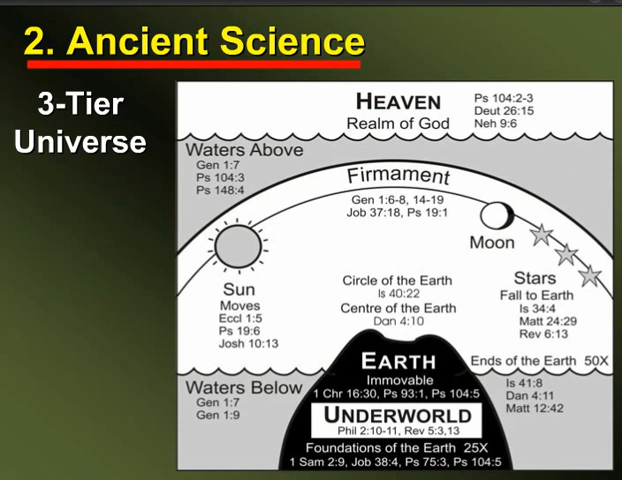 2. Ancient Science
3-Tier
Universe
HEAVEN
Realm of God
Ps 104:2-3
Deut 26:15
Neh 9:6
Waters Above
Gen 1:7
Ps 104:3
Ps 148:4
Firmament
Gen 1:6-8, 14-19
Job 37:18, Ps 19:1
Moon
Sun
Moves
Eccl 1:5
Ps 19:6
Josh 10:13
Circle of the Earth
Is 40:22
Centre of the Earth
Dan 4:10
Stars
Fall to Earth
Is 34:4
Matt 24:29
Rev 6:13
EARTH
Immovable
1 Chr 16:30, Ps 93:1, Ps 104:5
Ends of the Earth 50X
Is 41:8
Dan 4:11
Matt 12:42
Waters Below
Gen 1:7
Gen 1:9
UNDERWORLD
Phil 2:10-11, Rev 5:3,13
Foundations of the Earth 25X
1 Sam 2:9, Job 38:4, Ps 75:3, Ps 104:5